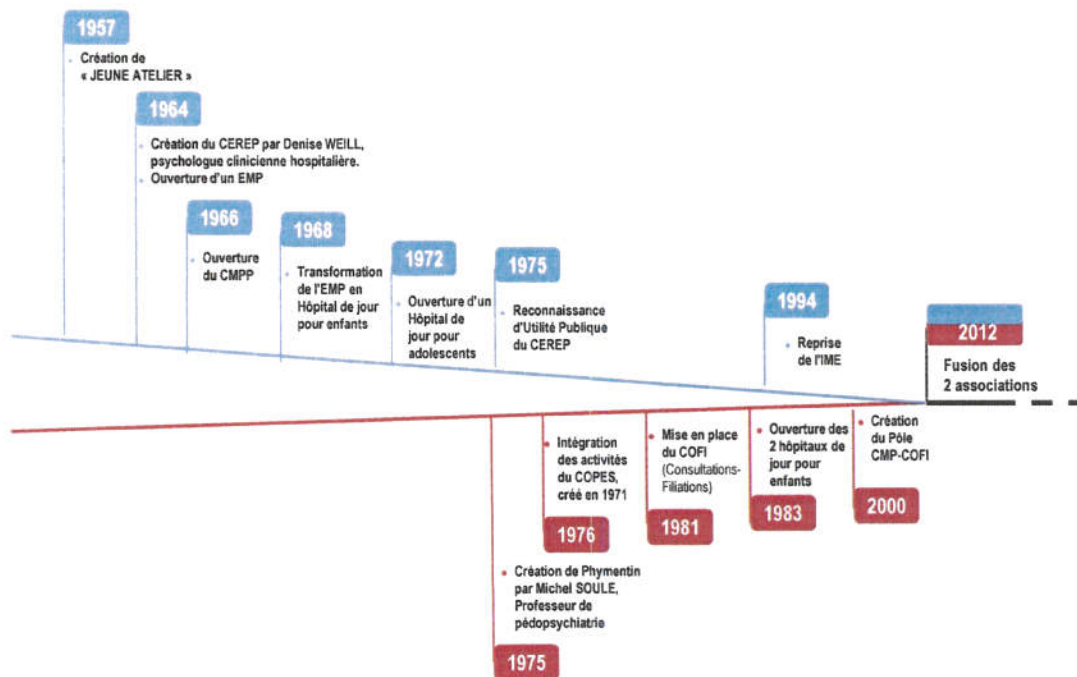 1957
Création de
« JEUNE ATELIER »
1964
Création du CEREP par Denise WEILL,
psychologue clinicienne hospitalière.
Ouverture d'un EMP
1966
Ouverture
du CMPP
1968
Transformation
de l'EMP en
Hôpital de jour
pour enfants
1972
Ouverture d'un
Hôpital de
jour pour
adolescents
1975
Reconnaissance
d'Utilité Publique
du CEREP
1994
Reprise
de l'IME
2012
Fusion des
2 associations
Création de Phymentin
par Michel SOULE,
Professeur de
pédopsychiatrie
1975
Intégration
des activités
du COPES,
créé en 1971
1976
Mise en place
du COFI
(Consultations-
Filiations)
1981
Ouverture des
2 hôpitaux de
jour pour
enfants
1983
Création
du Pôle
CMP-COFI
2000